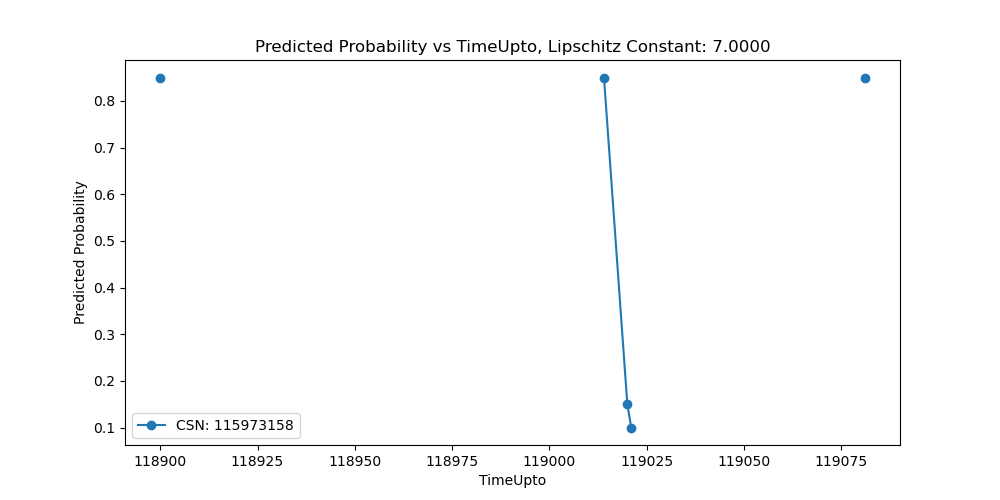 Predicted Probability vs TimeUpto, Lipschitz Constant: 7.0000
Predicted Probability
0.8
0.7
0.6
0.5
0.4
0.3
0.2
0.1
CSN: 115973158
118900 118925 118950 118975 119000 119025 119050 119075
TimeUpto